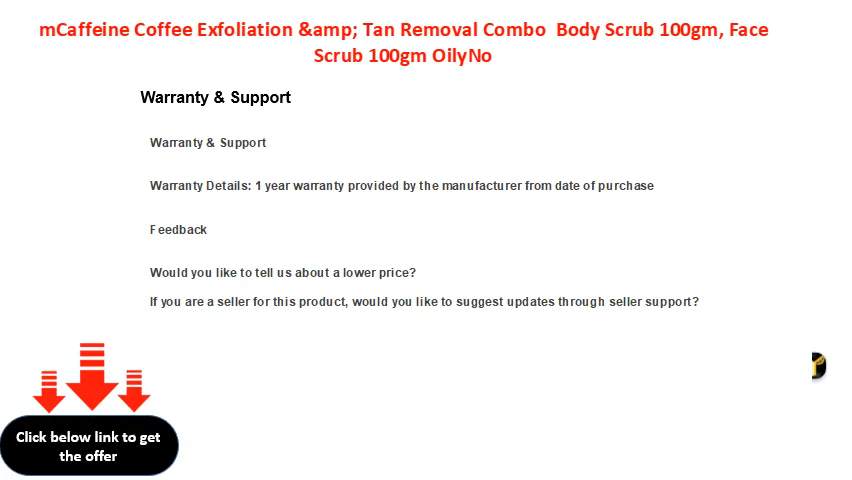 mCaffeine Coffee Exfoliation &amp; Tan Removal Combo  Body Scrub 100gm, Face
Scrub 100gm OilyNo
Warranty & Support
Warranty & Support
Warranty Details: 1 year warranty provided by the manufacturer from date of purchase
Feedback
Would you like to tell us about a lower price?
If you are a seller for this product, would you like to suggest updates through seller support?
Click below link to get
the offer